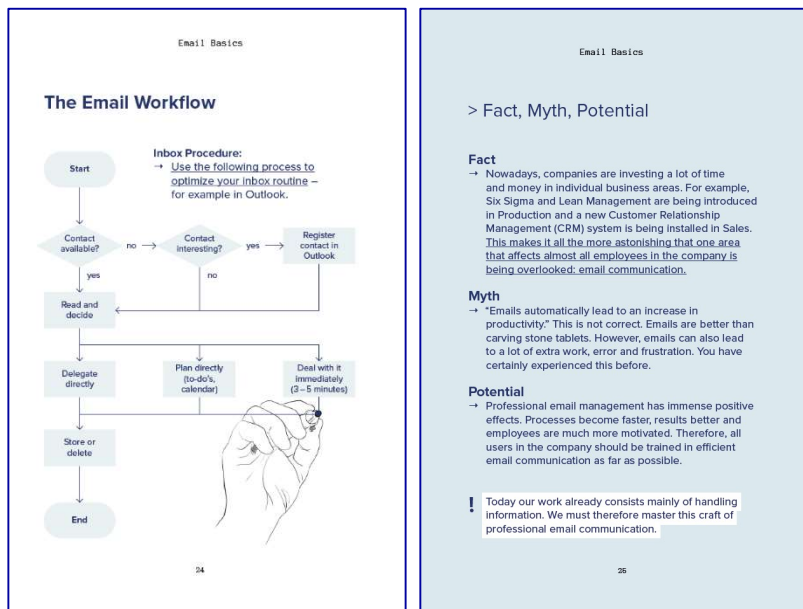 Email Basics
The Email Workflow
Inbox Procedure:
→ Use the following process to
optimize your inbox routine –
for example in Outlook.
Start
Contact
available?
no
Contact
interesting?
yes
Register
contact in
Outlook
yes
no
Read and
decide
Delegate
directly
Plan directly
(to-do's,
calendar)
Deal with it
immediately
(3 – 5 minutes)
Store or
delete
End
24
Email Basics
> Fact, Myth, Potential
Fact
→ Nowadays, companies are investing a lot of time
and money in individual business areas. For example,
Six Sigma and Lean Management are being introduced
in Production and a new Customer Relationship
Management (CRM) system is being installed in Sales.
This makes it all the more astonishing that one area
that affects almost all employees in the company is
being overlooked: email communication.
Myth
→ “Emails automatically lead to an increase in
productivity.” This is not correct. Emails are better than
carving stone tablets. However, emails can also lead
to a lot of extra work, error and frustration. You have
certainly experienced this before.
Potential
→ Professional email management has immense positive
effects. Processes become faster, results better and
employees are much more motivated. Therefore, all
users in the company should be trained in efficient
email communication as far as possible.
! Today our work already consists mainly of handling
information. We must therefore master this craft of
professional email communication.
25